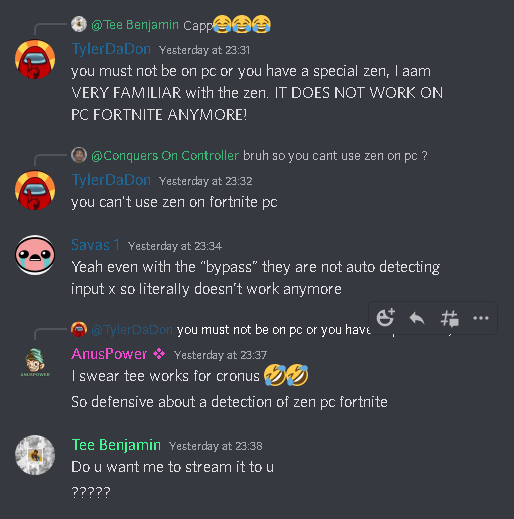 @Tee Benjamin Capp😂😂😂
TylerDaDon Yesterday at 23:31
you must not be on pc or you have a special zen, I aam
VERY FAMILIAR with the zen. IT DOES NOT WORK ON
PC FORTNITE ANYMORE!
@Conquers On Controller bruh so you cant use zen on pc ?
TylerDaDon Yesterday at 23:32
you can't use zen on fortnite pc
Savas1 Yesterday at 23:34
Yeah even with the “bypass” they are not auto detecting
input x so literally doesn't work anymore
@TylerDaDon you must not be on pc or you have
AnusPower Yesterday at 23:37
ANUSPOWER
I swear tee works for cronus 🤣🤣
So defensive about a detection of zen pc fortnite
Tee Benjamin Yesterday at 23:38
Do u want me to stream it to u
?????